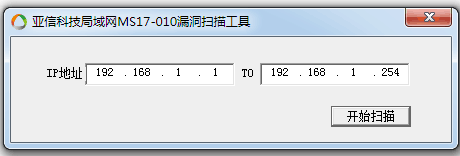 亚信科技局域网MS17-010漏洞扫描工具
IP地址 192 . 168 . 1 . 1 TO 192 . 168 . 1 . 254
开始扫描